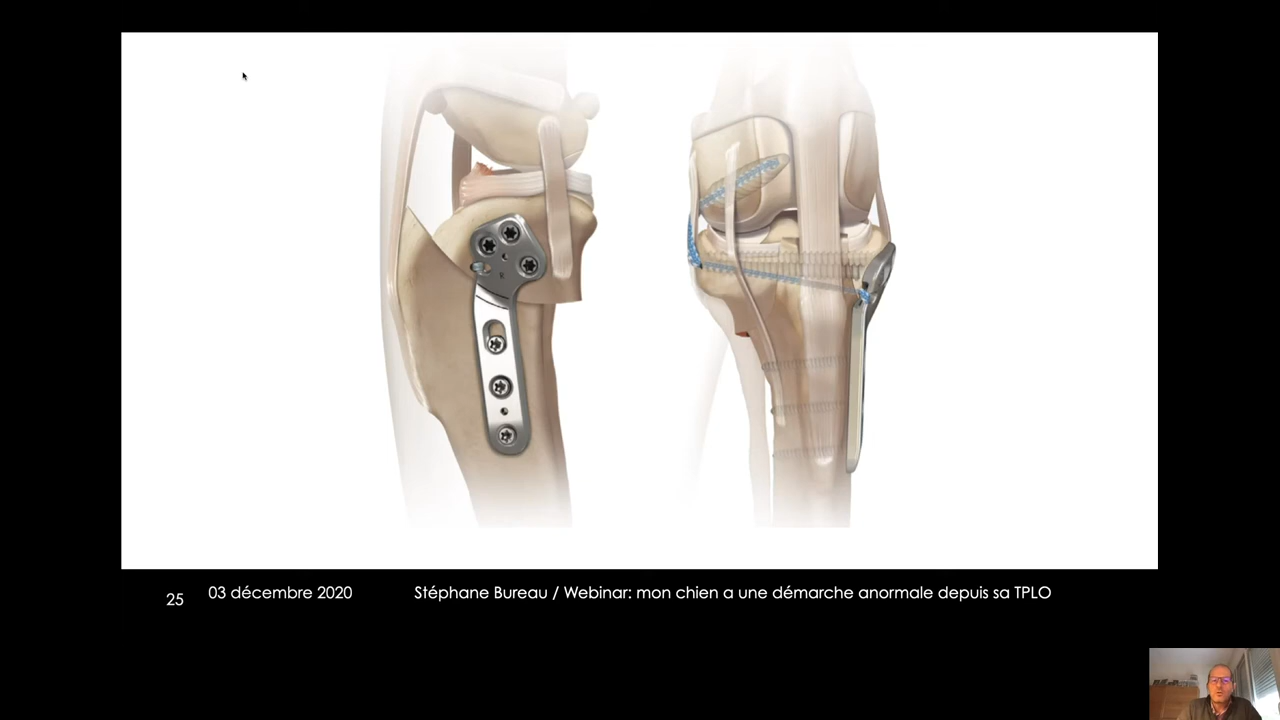 25
03 décembre 2020
Stéphane Bureau / Webinar: mon chien a une démarche anormale depuis sa TPLO